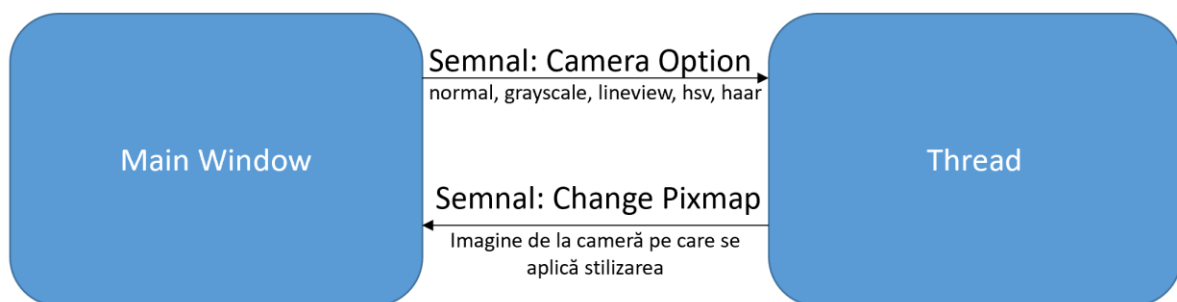 Semnal: Camera Option
normal, grayscale, lineview, hsv, haar
Main Window
Thread
Semnal: Change Pixmap
Imagine de la cameră pe care se
aplică stilizarea